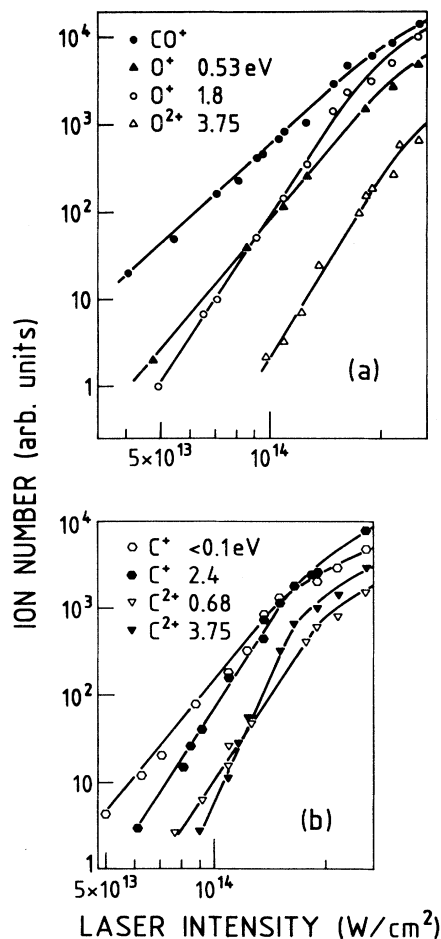 10⁴
10³
10²
10
1
CO⁺
O⁺ 0.53 eV
O⁺ 1.8
O²⁺ 3.75
(a)
5×10¹³
10¹⁴
ION NUMBER (arb. units)
10⁴
10³
10²
10
1
C⁺ <0.1eV
C⁺ 2.4
C²⁺ 0.68
C²⁺ 3.75
(b)
5×10¹³
10¹⁴
LASER INTENSITY (W/cm²)